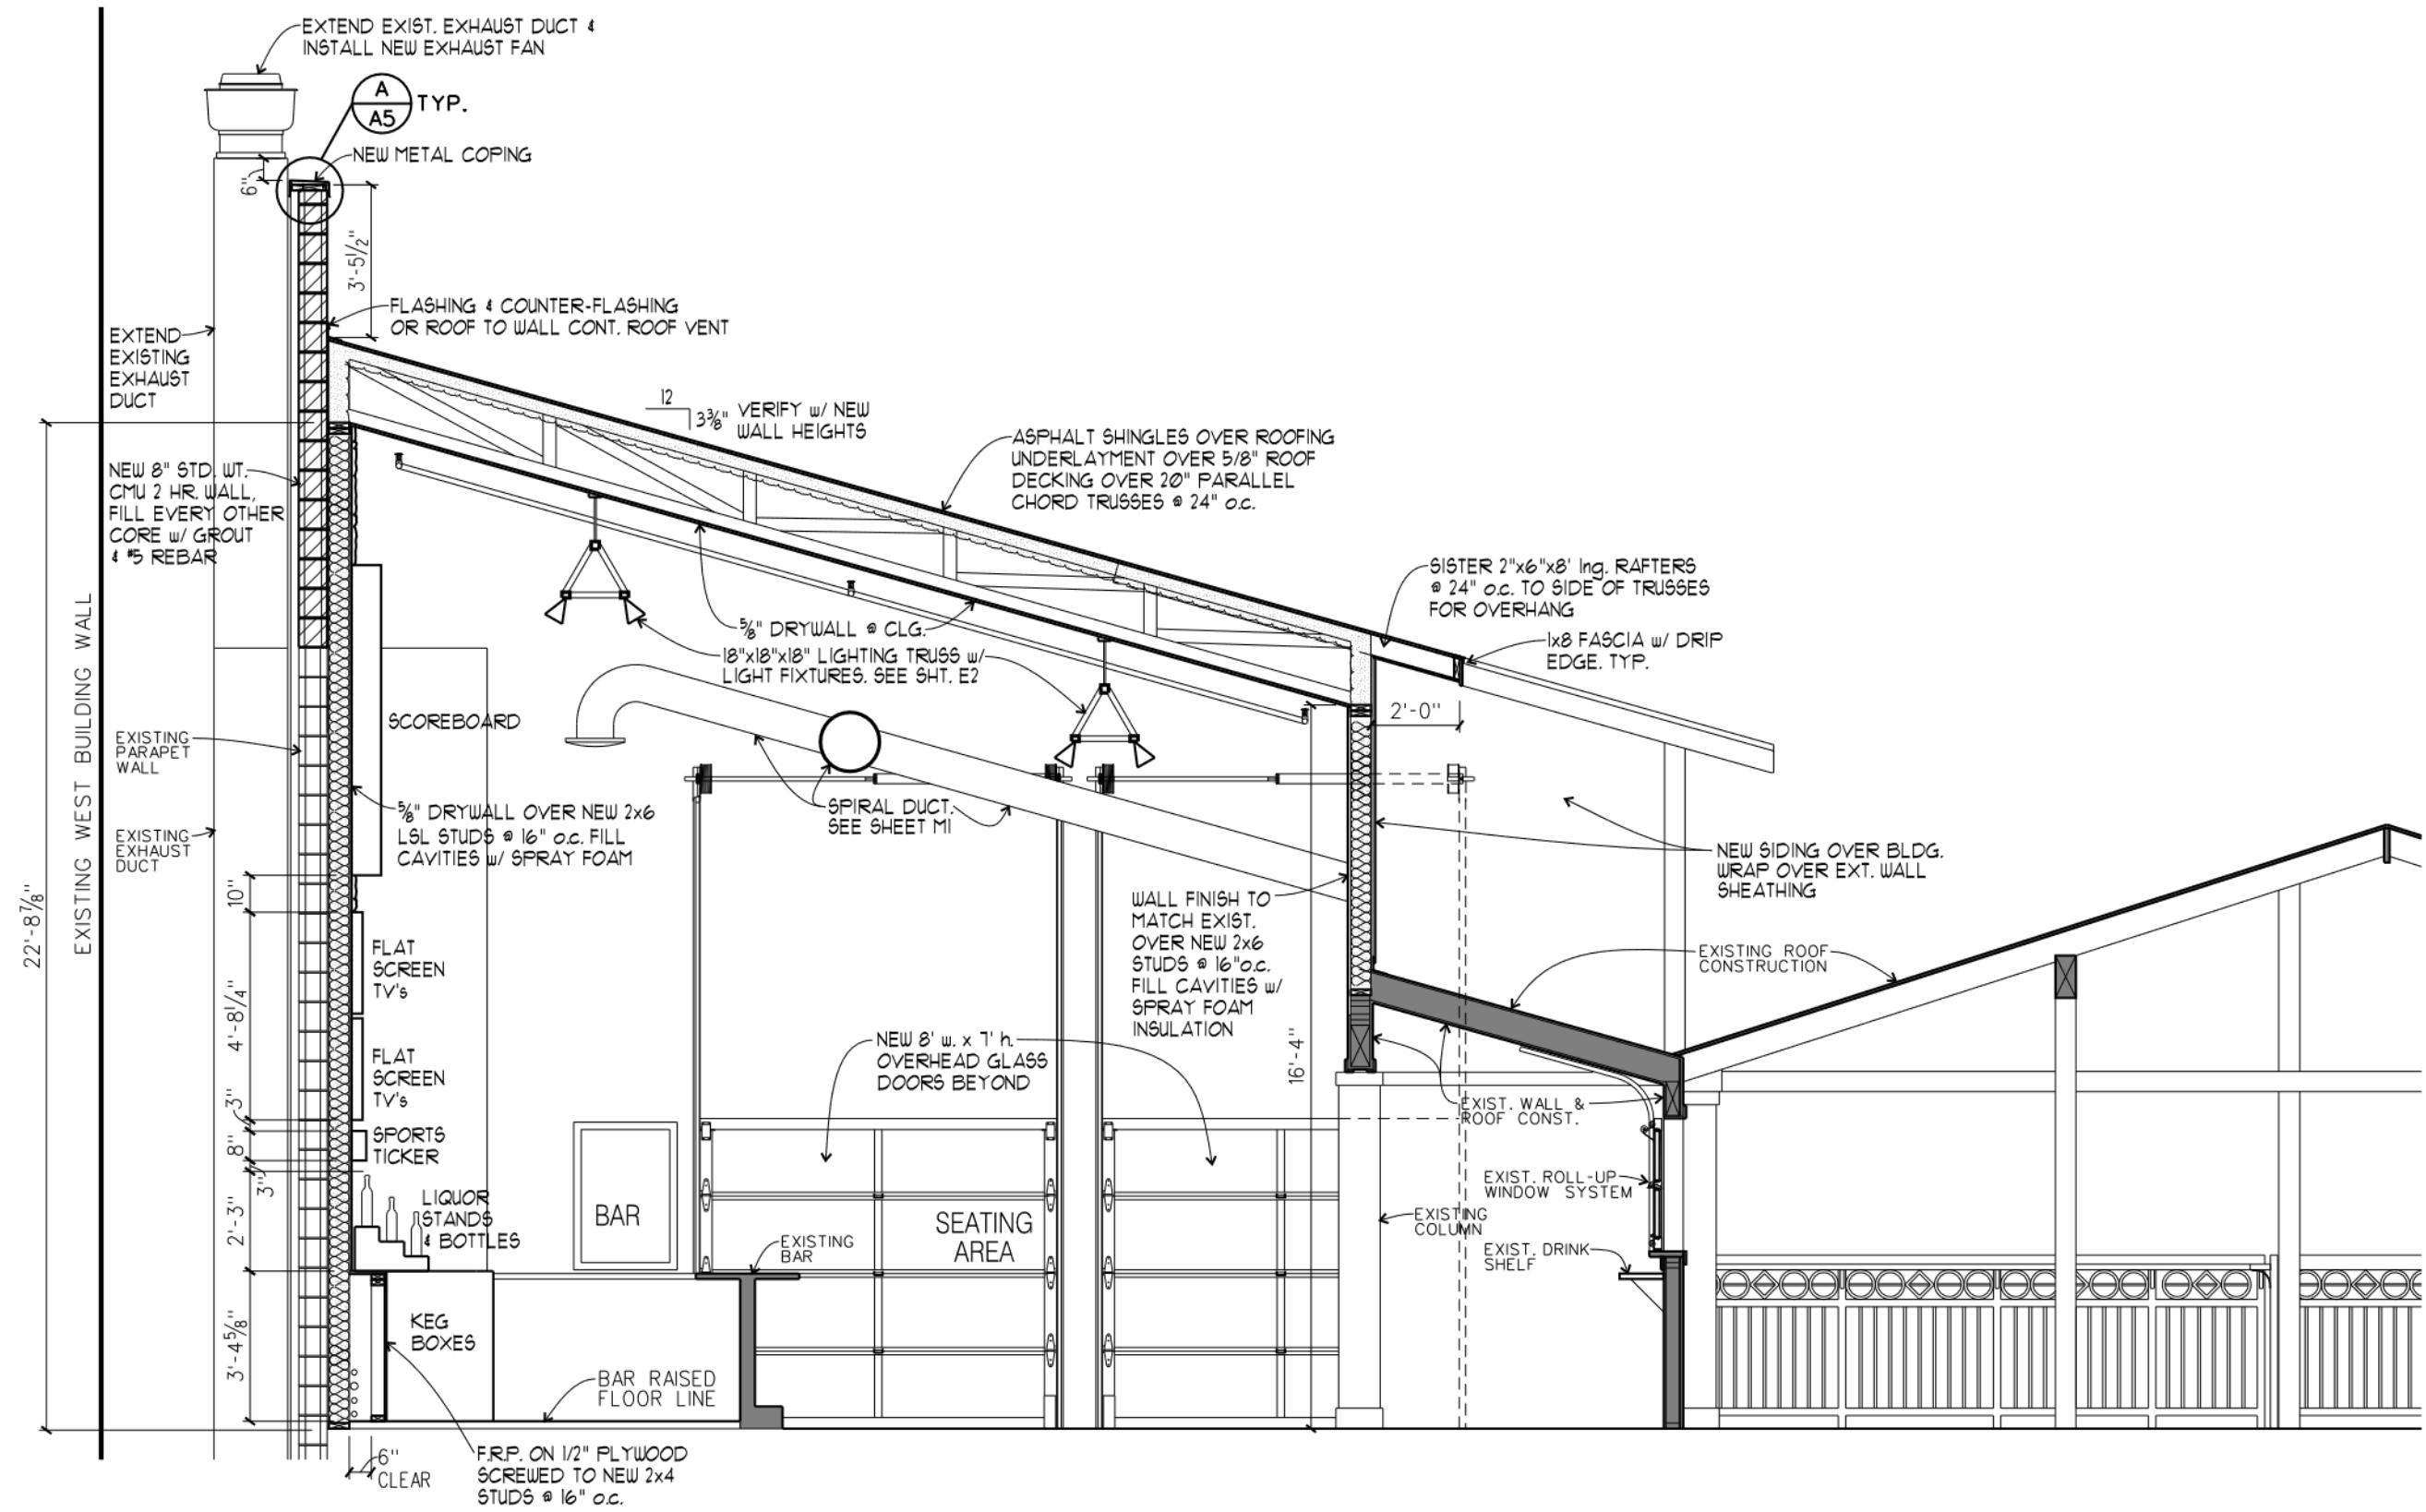 EXTEND EXIST. EXHAUST DUCT &
INSTALL NEW EXHAUST FAN
A
A5
TYP.
NEW METAL COPING
6"
3'-5 1/2"
FLASHING & COUNTER-FLASHING
OR ROOF TO WALL CONT. ROOF VENT
EXTEND
EXISTING
EXHAUST
DUCT
12
3 3/8"
VERIFY w/ NEW
WALL HEIGHTS
ASPHALT SHINGLES OVER ROOFING
UNDERLAYMENT OVER 5/8" ROOF
DECKING OVER 20" PARALLEL
CHORD TRUSSES @ 24" o.c.
NEW 8" STD. WT.
CMU 2 HR. WALL,
FILL EVERY OTHER
CORE w/ GROUT
& #5 REBAR
SISTER 2"x6"x8' lng. RAFTERS
@ 24" o.c. TO SIDE OF TRUSSES
FOR OVERHANG
1x8 FASCIA w/ DRIP
EDGE. TYP.
5/8" DRYWALL @ CLG.
18"x18"x18" LIGHTING TRUSS w/
LIGHT FIXTURES. SEE SHT. E2
2'-0"
SCOREBOARD
EXISTING WEST BUILDING WALL
EXISTING
PARAPET
WALL
5/8" DRYWALL OVER NEW 2x6
LSL STUDS @ 16" o.c. FILL
CAVITIES w/ SPRAY FOAM
SPIRAL DUCT.
SEE SHEET M1
EXISTING
EXHAUST
DUCT
NEW SIDING OVER BLDG.
WRAP OVER EXT. WALL
SHEATHING
22'-8 7/8"
10"
WALL FINISH TO
MATCH EXIST.
OVER NEW 2x6
STUDS @ 16"o.c.
FILL CAVITIES w/
SPRAY FOAM
INSULATION
FLAT
SCREEN
TV's
EXISTING ROOF
CONSTRUCTION
4'-8 1/4"
NEW 8' w. x 7' h.
OVERHEAD GLASS
DOORS BEYOND
16'-4"
FLAT
SCREEN
TV's
3"
EXIST. WALL &
ROOF CONST.
8"
SPORTS
TICKER
3"
EXIST. ROLL-UP
WINDOW SYSTEM
2'-3"
LIQUOR
STANDS
& BOTTLES
BAR
SEATING
AREA
EXISTING
COLUMN
EXISTING
BAR
EXIST. DRINK
SHELF
3'-4 5/8"
KEG
BOXES
BAR RAISED
FLOOR LINE
6"
CLEAR
F.R.P. ON 1/2" PLYWOOD
SCREWED TO NEW 2x4
STUDS @ 16" o.c.